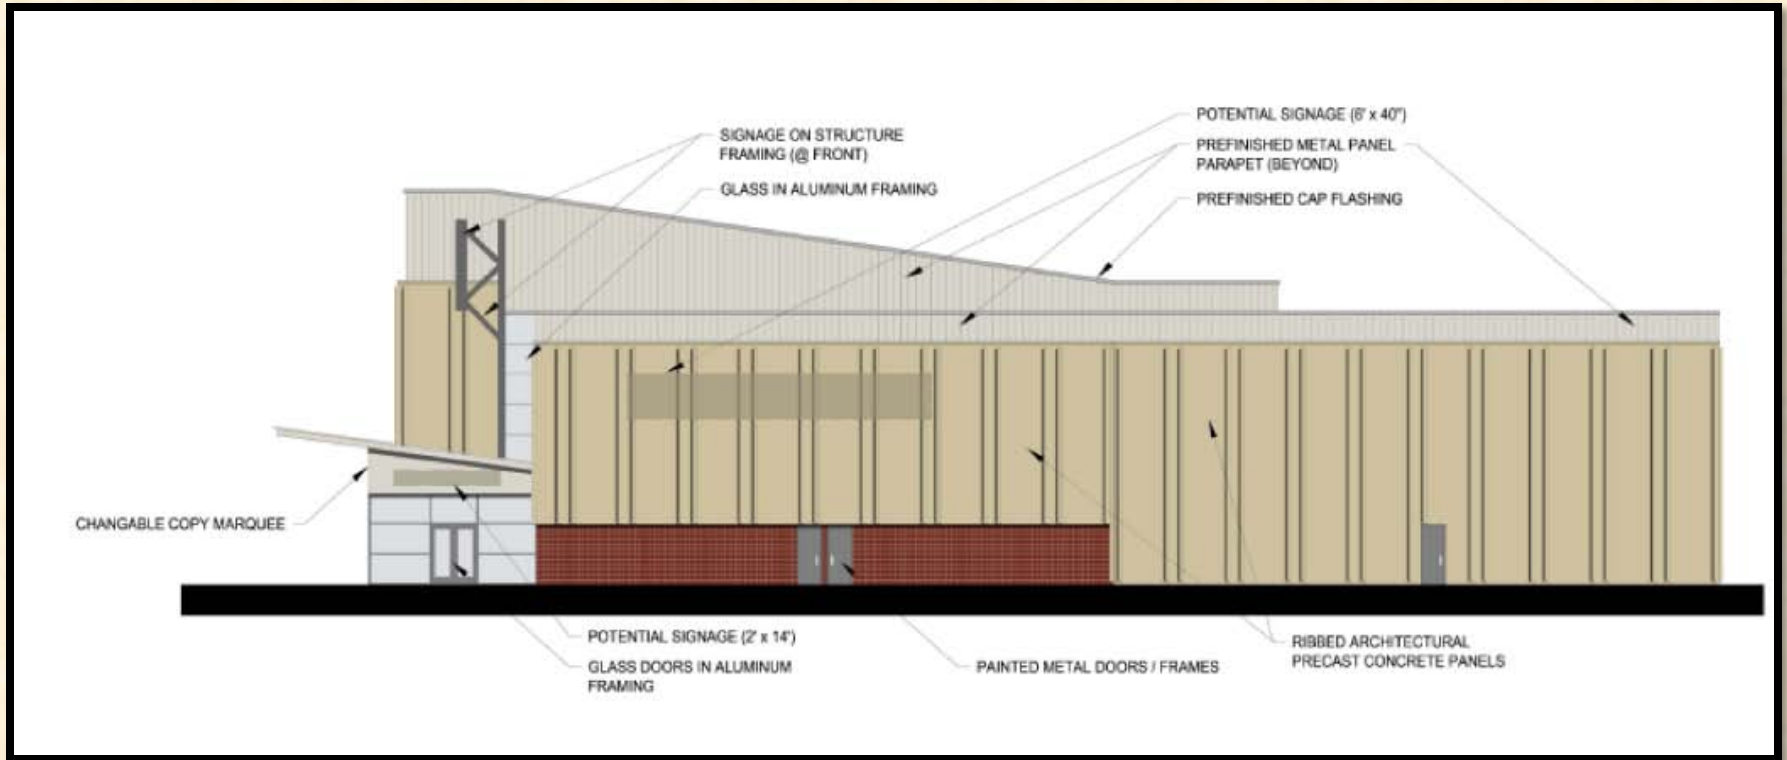 POTENTIAL SIGNAGE (6' x 40")
SIGNAGE ON STRUCTURE
FRAMING (@ FRONT)
PREFINISHED METAL PANEL
PARAPET (BEYOND)
GLASS IN ALUMINUM FRAMING
PREFINISHED CAP FLASHING
CHANGABLE COPY MARQUEE
POTENTIAL SIGNAGE (2' x 14')
GLASS DOORS IN ALUMINUM
FRAMING
PAINTED METAL DOORS / FRAMES
RIBBED ARCHITECTURAL
PRECAST CONCRETE PANELS